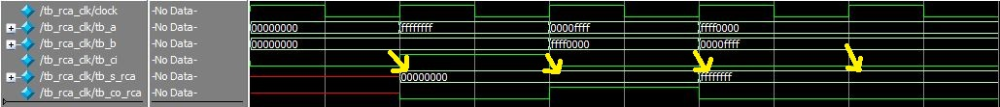 /tb_rca_clk/clock -No Data-
/tb_rca_clk/tb_a -No Data- 00000000 ffffffff 0000ffff ffff0000
/tb_rca_clk/tb_b -No Data- 00000000 ffff0000 0000ffff
/tb_rca_clk/tb_ci -No Data-
/tb_rca_clk/tb_s_rca -No Data- 00000000 ffffffff
/tb_rca_clk/tb_co_rca -No Data-